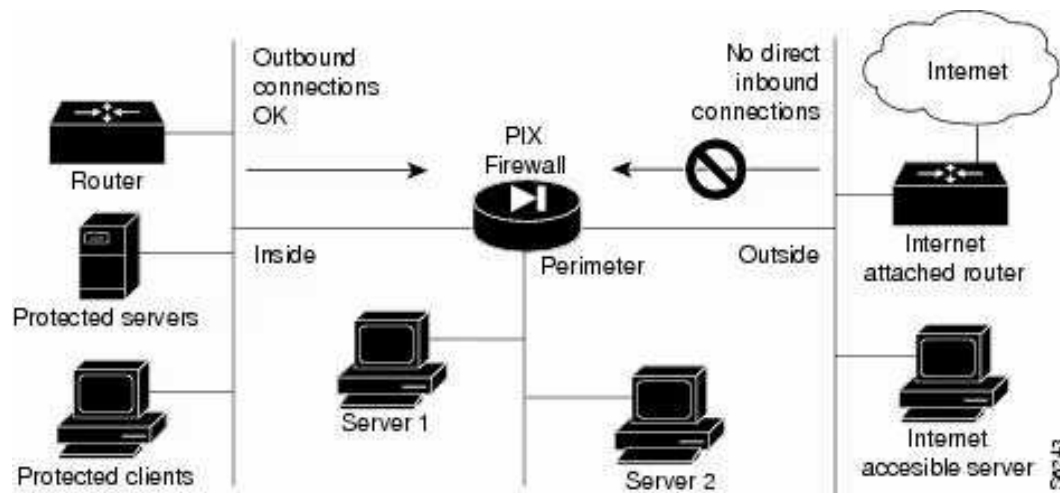 Outbound
connections
OK
No direct
inbound
connections
Internet
PIX
Firewall
Router
Inside
Perimeter
Outside
Internet
attached router
Protected servers
Server 1
Server 2
Protected clients
Internet
accesible server